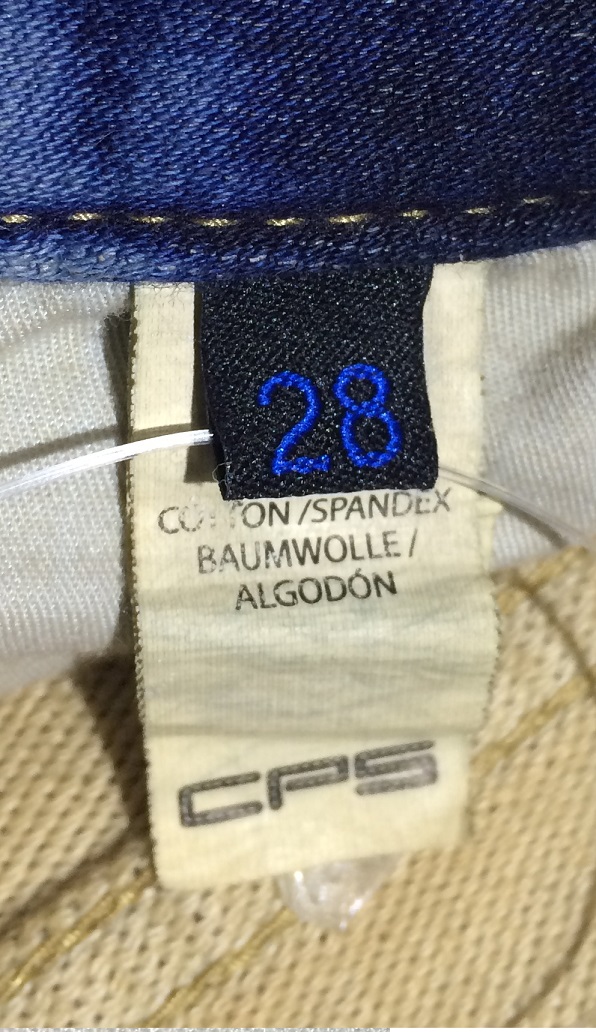 28
COTTON /SPANDEX
BAUMWOLLE /
ALGODÓN
CPS